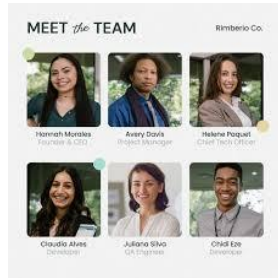 MEET the TEAM
Rimberio Co.
Hannah Morales
Founder & CEO
Avery Davis
Project Manager
Helene Paquet
Chief Tech Officer
Claudia Alves
Developer
Juliana Silva
QA Engineer
Chidi Eze
Developer